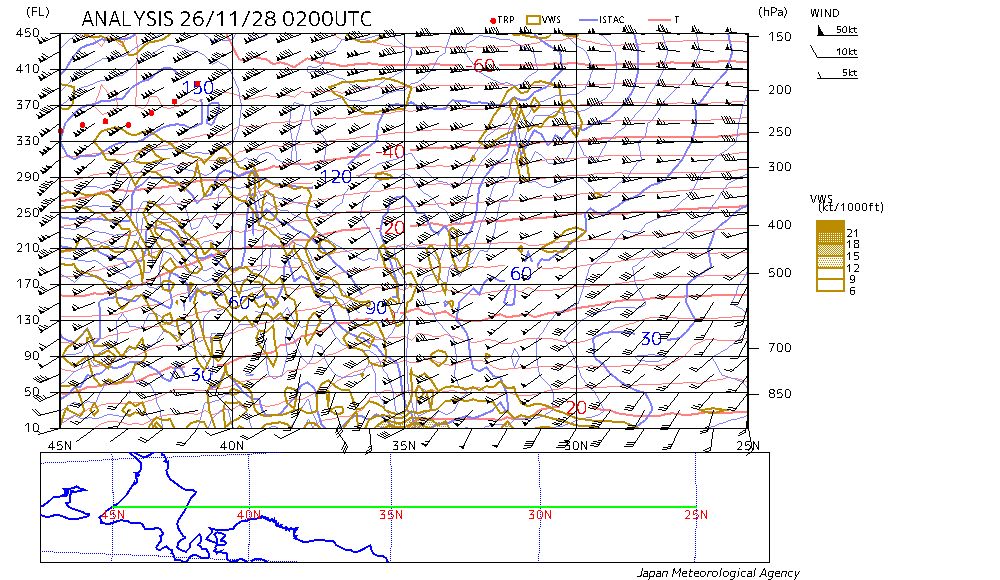 (FL) ANALYSIS 26/11/28 0200UTC TRP VWS ISTAC T (hPa) WIND
450 150 50kt
10kt
410 -60 5kt
370 150 200
330 250
-40 300
290 120
250 VWS
(kt/1000ft)
-20 400
210 21
18
15
60 500 12
170 9
60 90 6
130
30 700
90
30
50 850
20
10
45N 40N 35N 30N 25N
45N 40N 35N 30N 25N
Japan Meteorological Agency